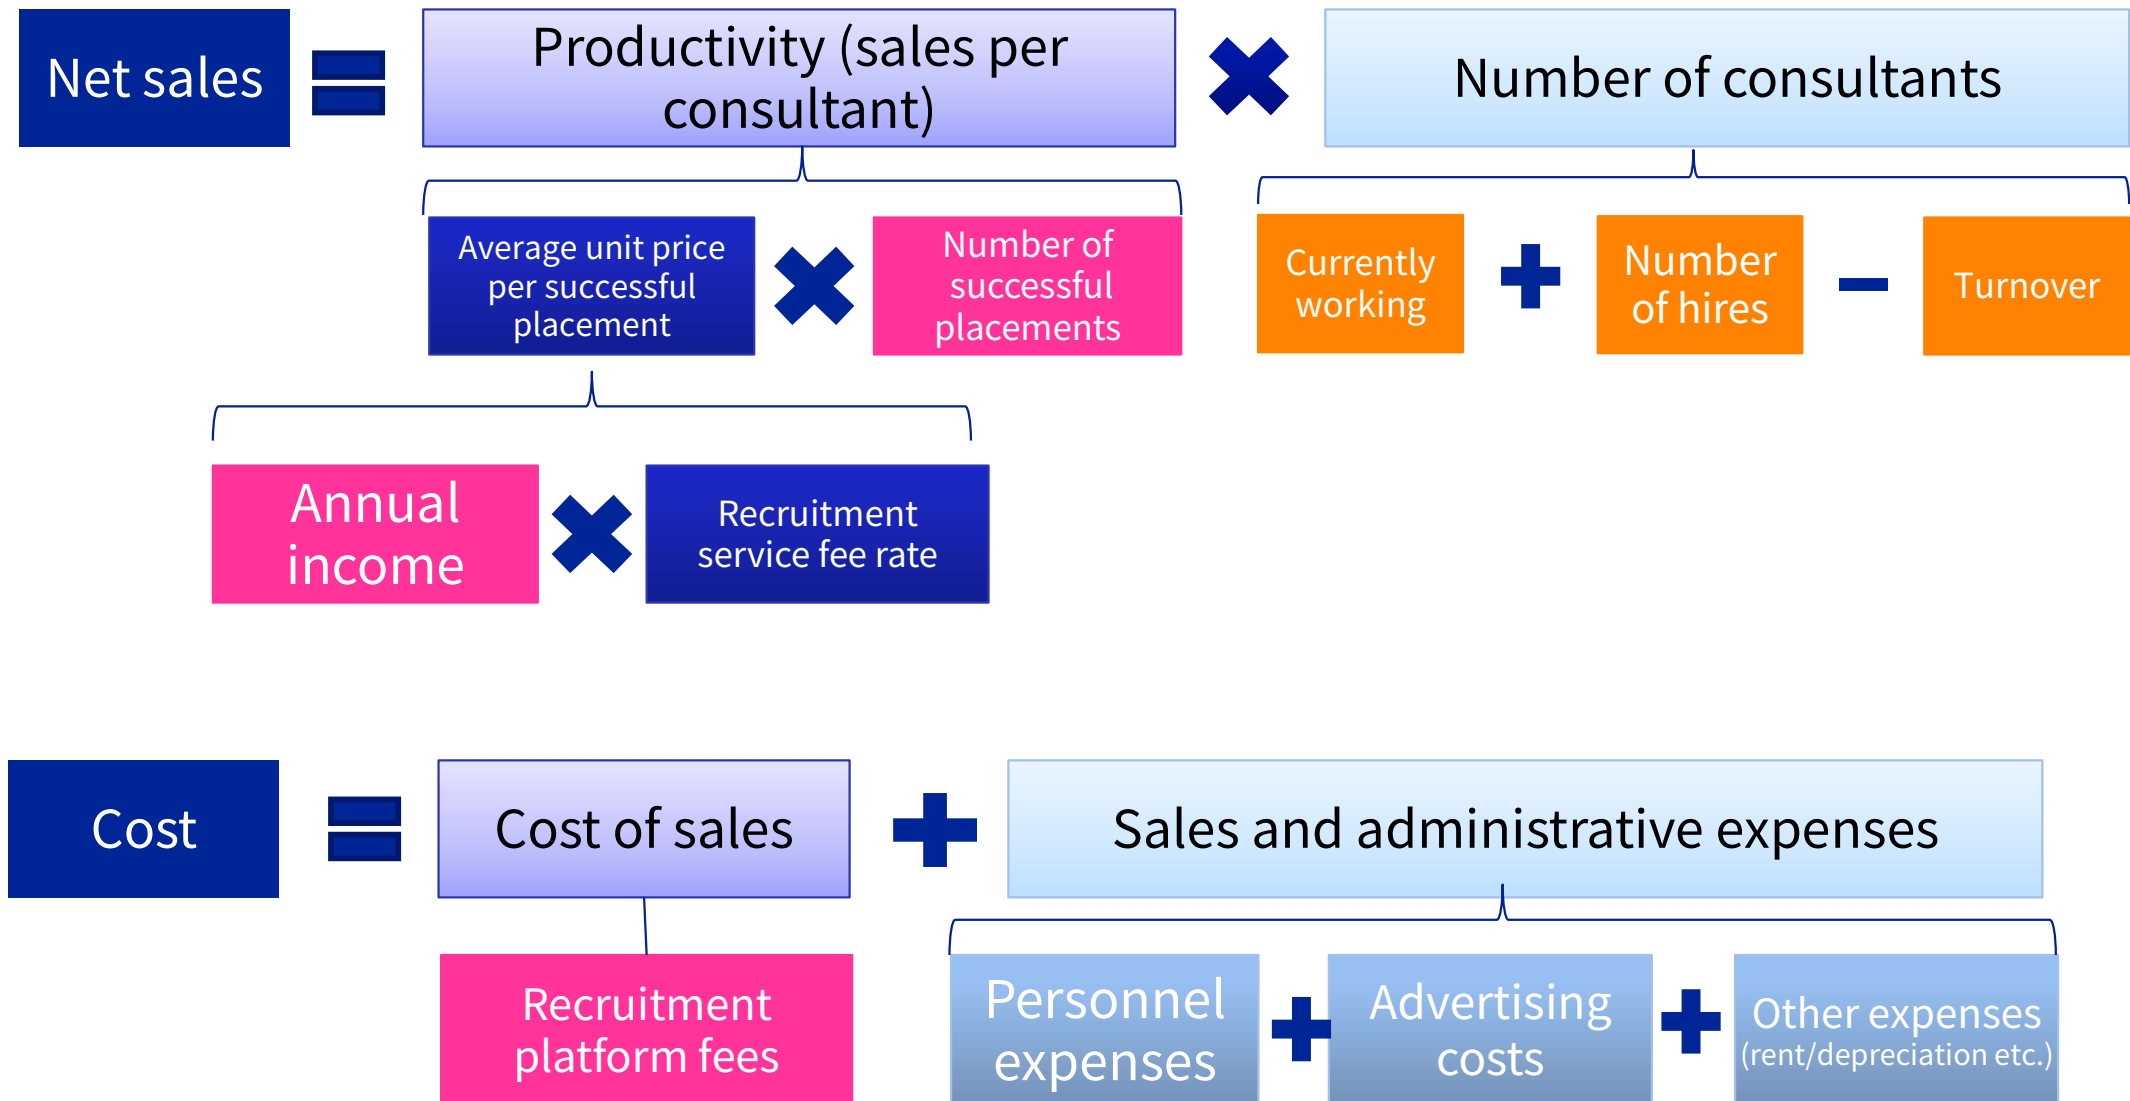 Net sales
Productivity (sales per
consultant)
Number of consultants
Average unit price
per successful
placement
Number of
successful
placements
Currently
working
Number
of hires
Turnover
Annual
income
Recruitment
service fee rate
Cost
Cost of sales
Sales and administrative expenses
Recruitment
platform fees
Personnel
expenses
Advertising
costs
Other expenses
(rent/depreciation etc.)